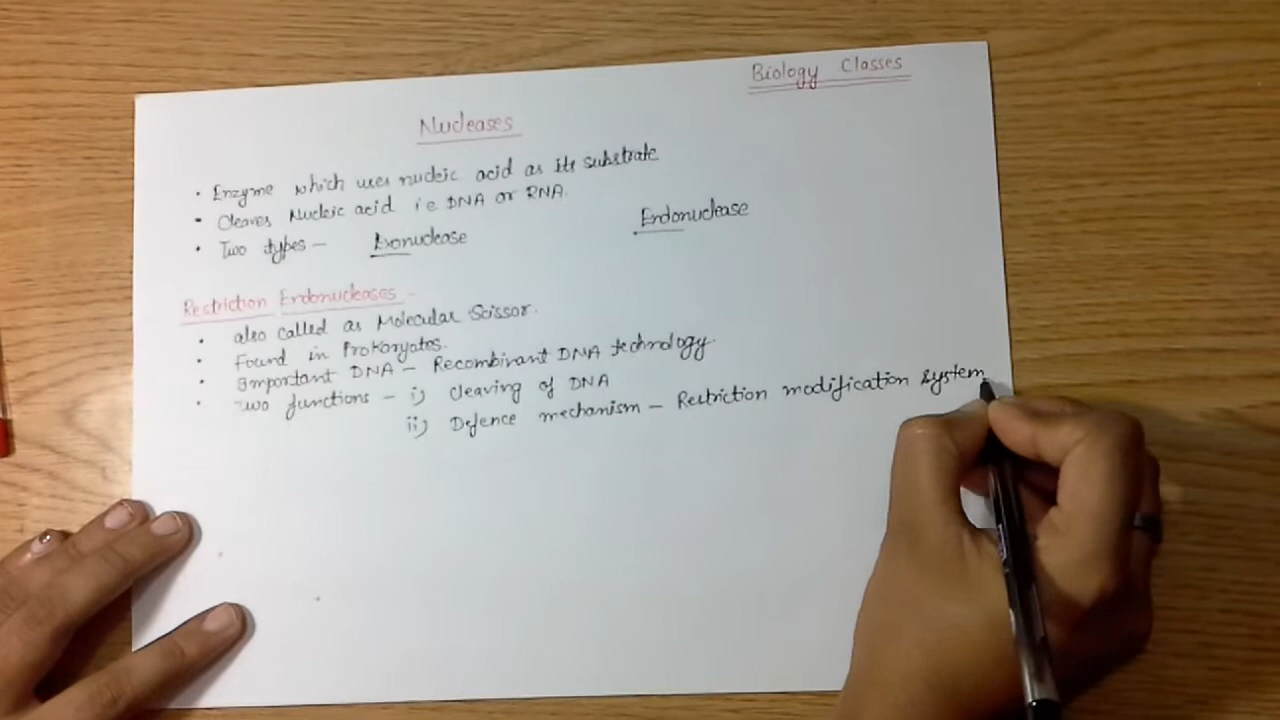 Biology Classes
Nucleases
• Enzyme which uses nucleic acid as its substrate
• Cleaves Nucleic acid i.e DNA or RNA.
• Two types – Exonuclease Endonuclease
Restriction Endonucleases –
• also called as Molecular Scissor.
• Found in Prokaryotes.
• Important DNA – Recombinant DNA technology.
• Two functions – i) Cleaving of DNA
ii) Defence mechanism – Restriction modification system